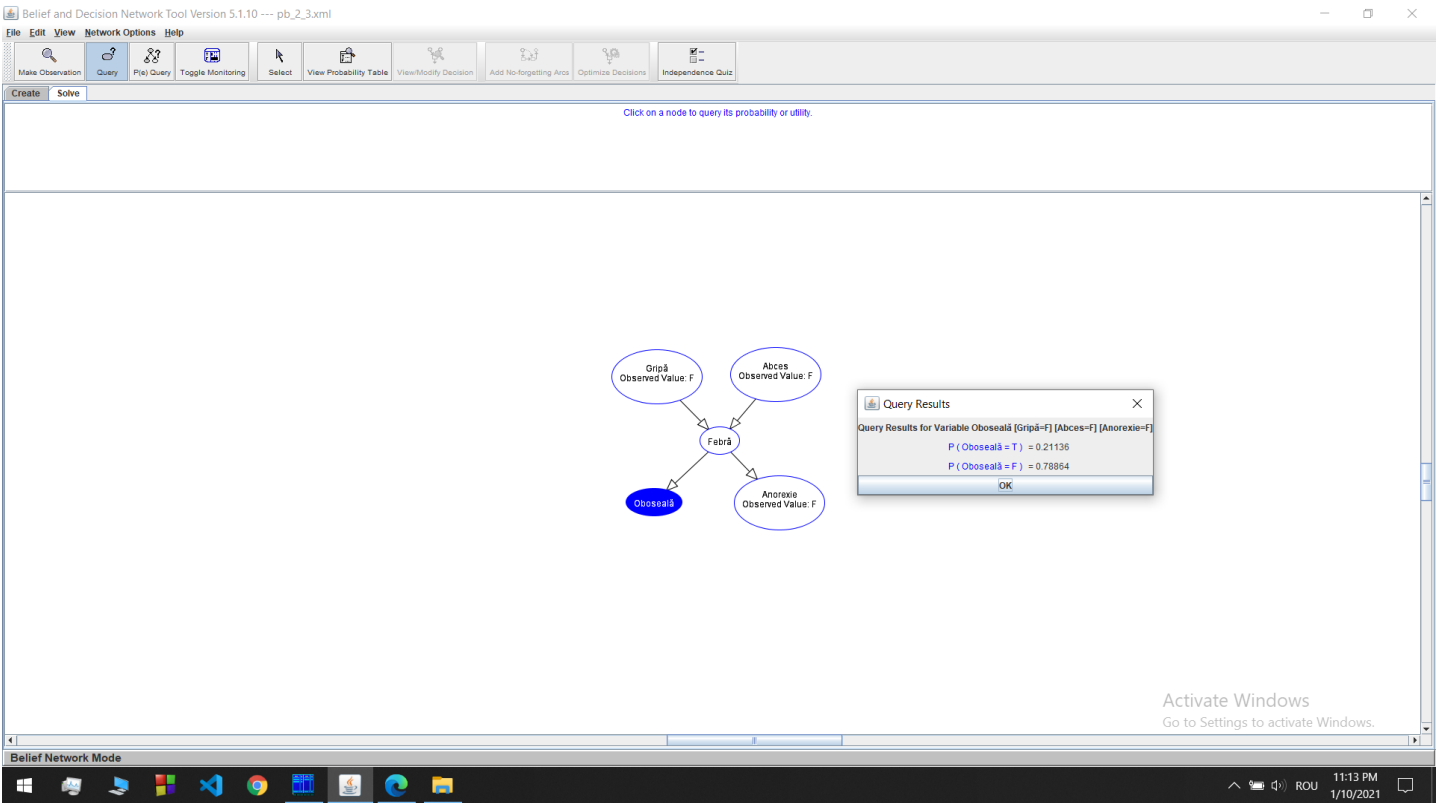 Belief and Decision Network Tool Version 5.1.10 --- pb_2_3.xml
File Edit View Network Options Help
Make Observation Query P(e) Query Toggle Monitoring Select View Probability Table View/Modify Decision Add No-forgetting Arcs Optimize Decisions Independence Quiz
Create Solve
Click on a node to query its probability or utility.
Gripă
Observed Value: F
Abces
Observed Value: F
Febră
Oboseală
Anorexie
Observed Value: F
Query Results
Query Results for Variable Oboseală [Gripă=F] [Abces=F] [Anorexie=F]
P ( Oboseală = T ) = 0.21136
P ( Oboseală = F ) = 0.78864
OK
Activate Windows
Go to Settings to activate Windows.
Belief Network Mode
ROU
11:13 PM
1/10/2021